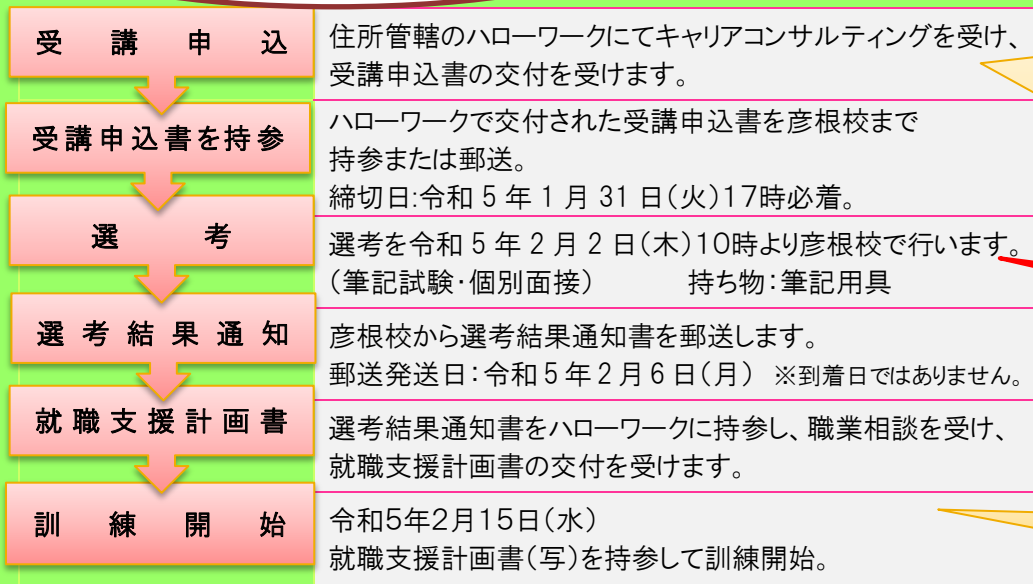 受講申込
住所管轄のハローワークにてキャリアコンサルティングを受け、
受講申込書の交付を受けます。
受講申込書を持参
ハローワークで交付された受講申込書を彦根校まで
持参または郵送。
締切日:令和5年1月31日(火)17時必着。
選考
選考を令和5年2月2日(木)10時より彦根校で行います。
(筆記試験・個別面接) 持ち物:筆記用具
選考結果通知
彦根校から選考結果通知書を郵送します。
郵送発送日:令和5年2月6日(月) ※到着日ではありません。
就職支援計画書
選考結果通知書をハローワークに持参し、職業相談を受け、
就職支援計画書の交付を受けます。
訓練開始
令和5年2月15日(水)
就職支援計画書(写)を持参して訓練開始。